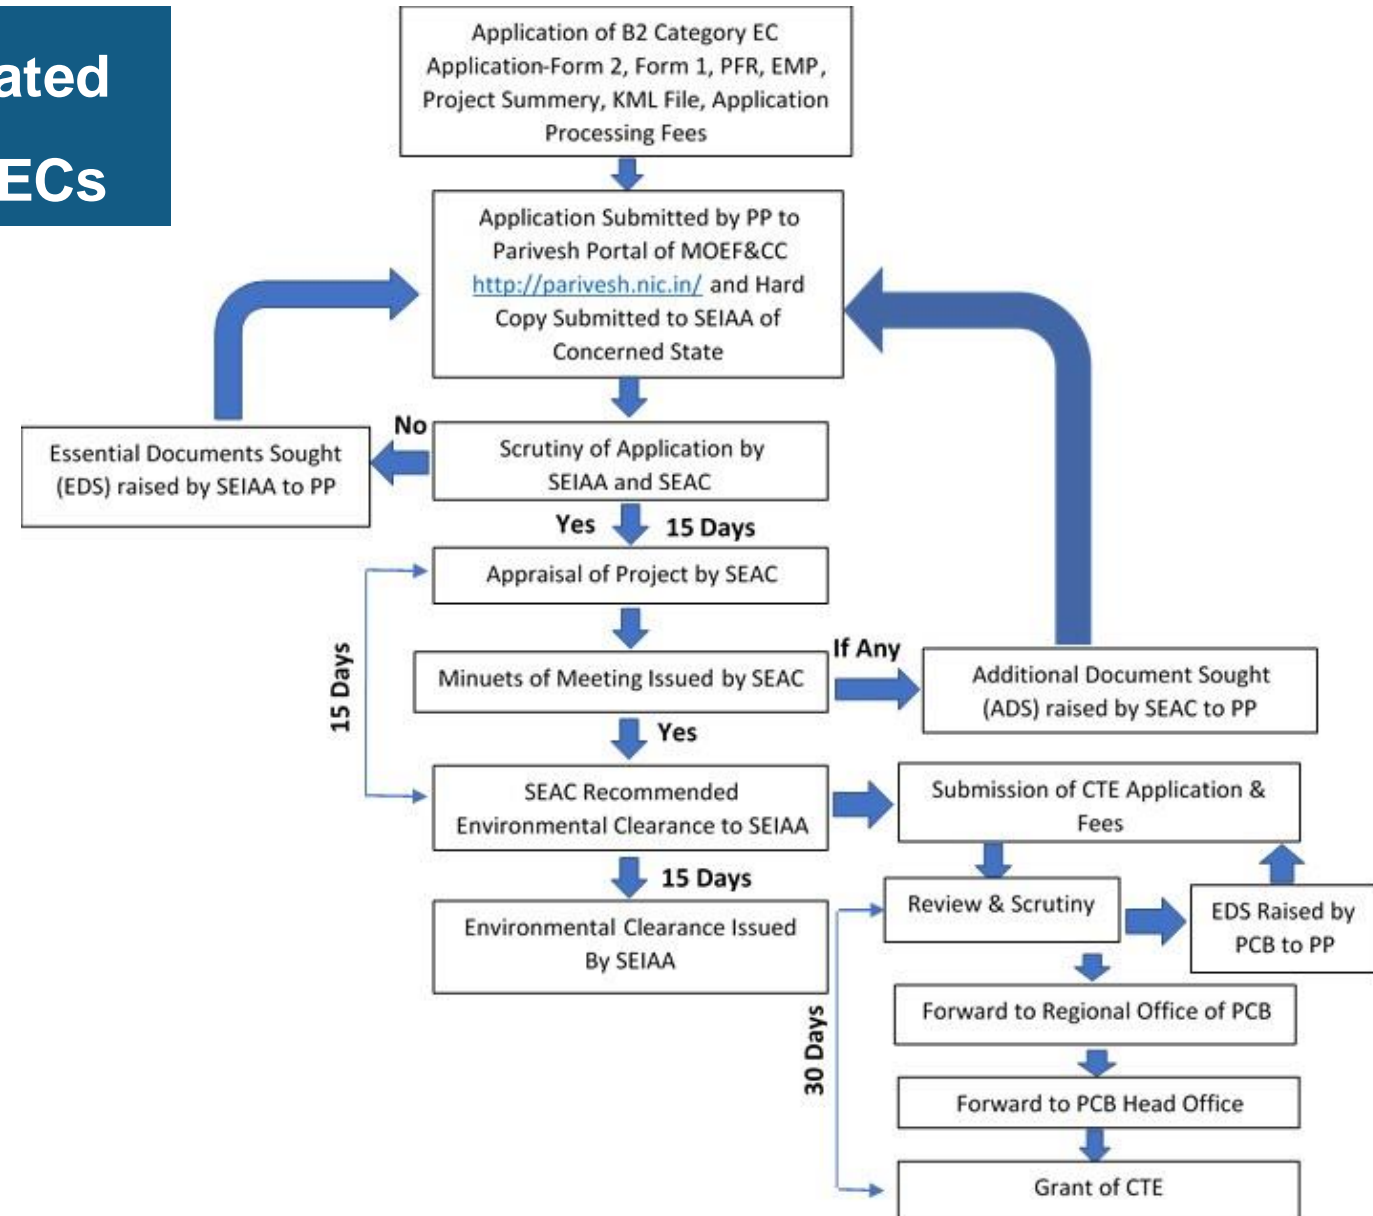 ated
ECs
Application of B2 Category EC
Application-Form 2, Form 1, PFR, EMP,
Project Summery, KML File, Application
Processing Fees
Application Submitted by PP to
Parivesh Portal of MOEF&CC
http://parivesh.nic.in/ and Hard
Copy Submitted to SEIAA of
Concerned State
No
Essential Documents Sought
(EDS) raised by SEIAA to PP
Scrutiny of Application by
SEIAA and SEAC
Yes
15 Days
Appraisal of Project by SEAC
15 Days
Minuets of Meeting Issued by SEAC
If Any
Additional Document Sought
(ADS) raised by SEAC to PP
Yes
SEAC Recommended
Environmental Clearance to SEIAA
Submission of CTE Application &
Fees
15 Days
Environmental Clearance Issued
By SEIAA
Review & Scrutiny
EDS Raised by
PCB to PP
30 Days
Forward to Regional Office of PCB
Forward to PCB Head Office
Grant of CTE